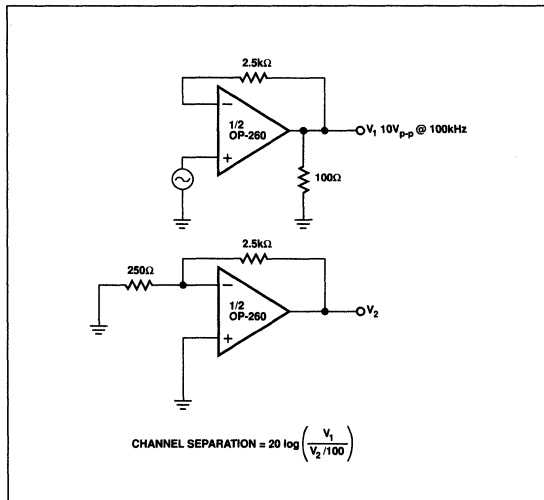 2.5kΩ
−
1/2
OP-260
+
V1 10Vp-p @ 100kHz
100Ω
2.5kΩ
250Ω
−
1/2
OP-260
+
V2
CHANNEL SEPARATION = 20 log ( V1 / V2 /100 )